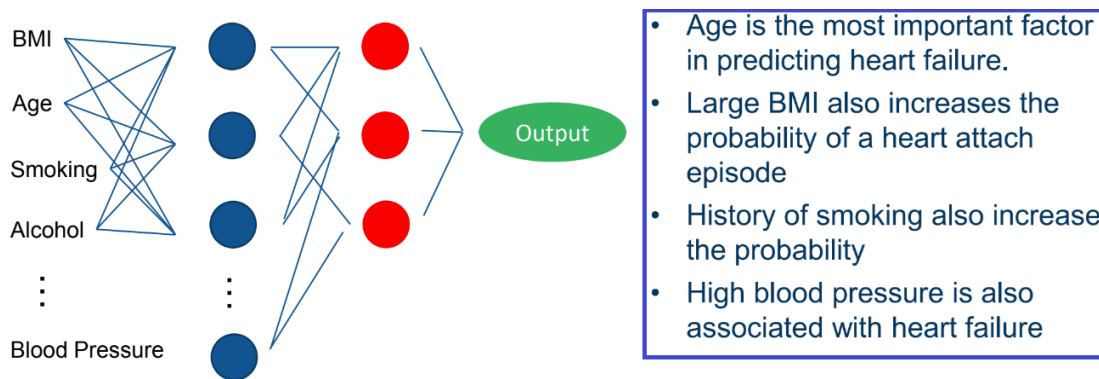 BMI
Age
Smoking
Alcohol
Blood Pressure
Output
• Age is the most important factor
in predicting heart failure.
• Large BMI also increases the
probability of a heart attach
episode
• History of smoking also increase
the probability
• High blood pressure is also
associated with heart failure